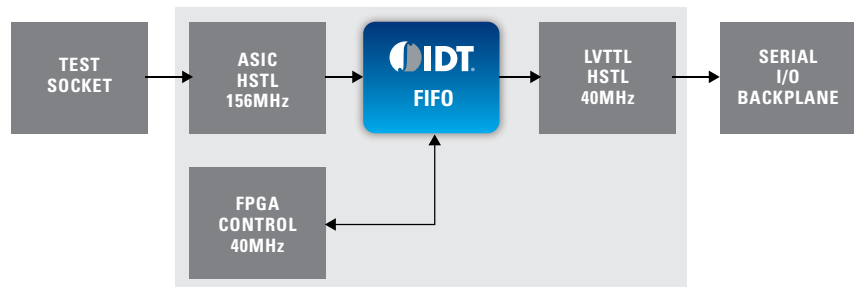 TEST
SOCKET
ASIC
HSTL
156MHz
IDT.
FIFO
LVTTL
HSTL
40MHz
SERIAL
I/O
BACKPLANE
FPGA
CONTROL
40MHz